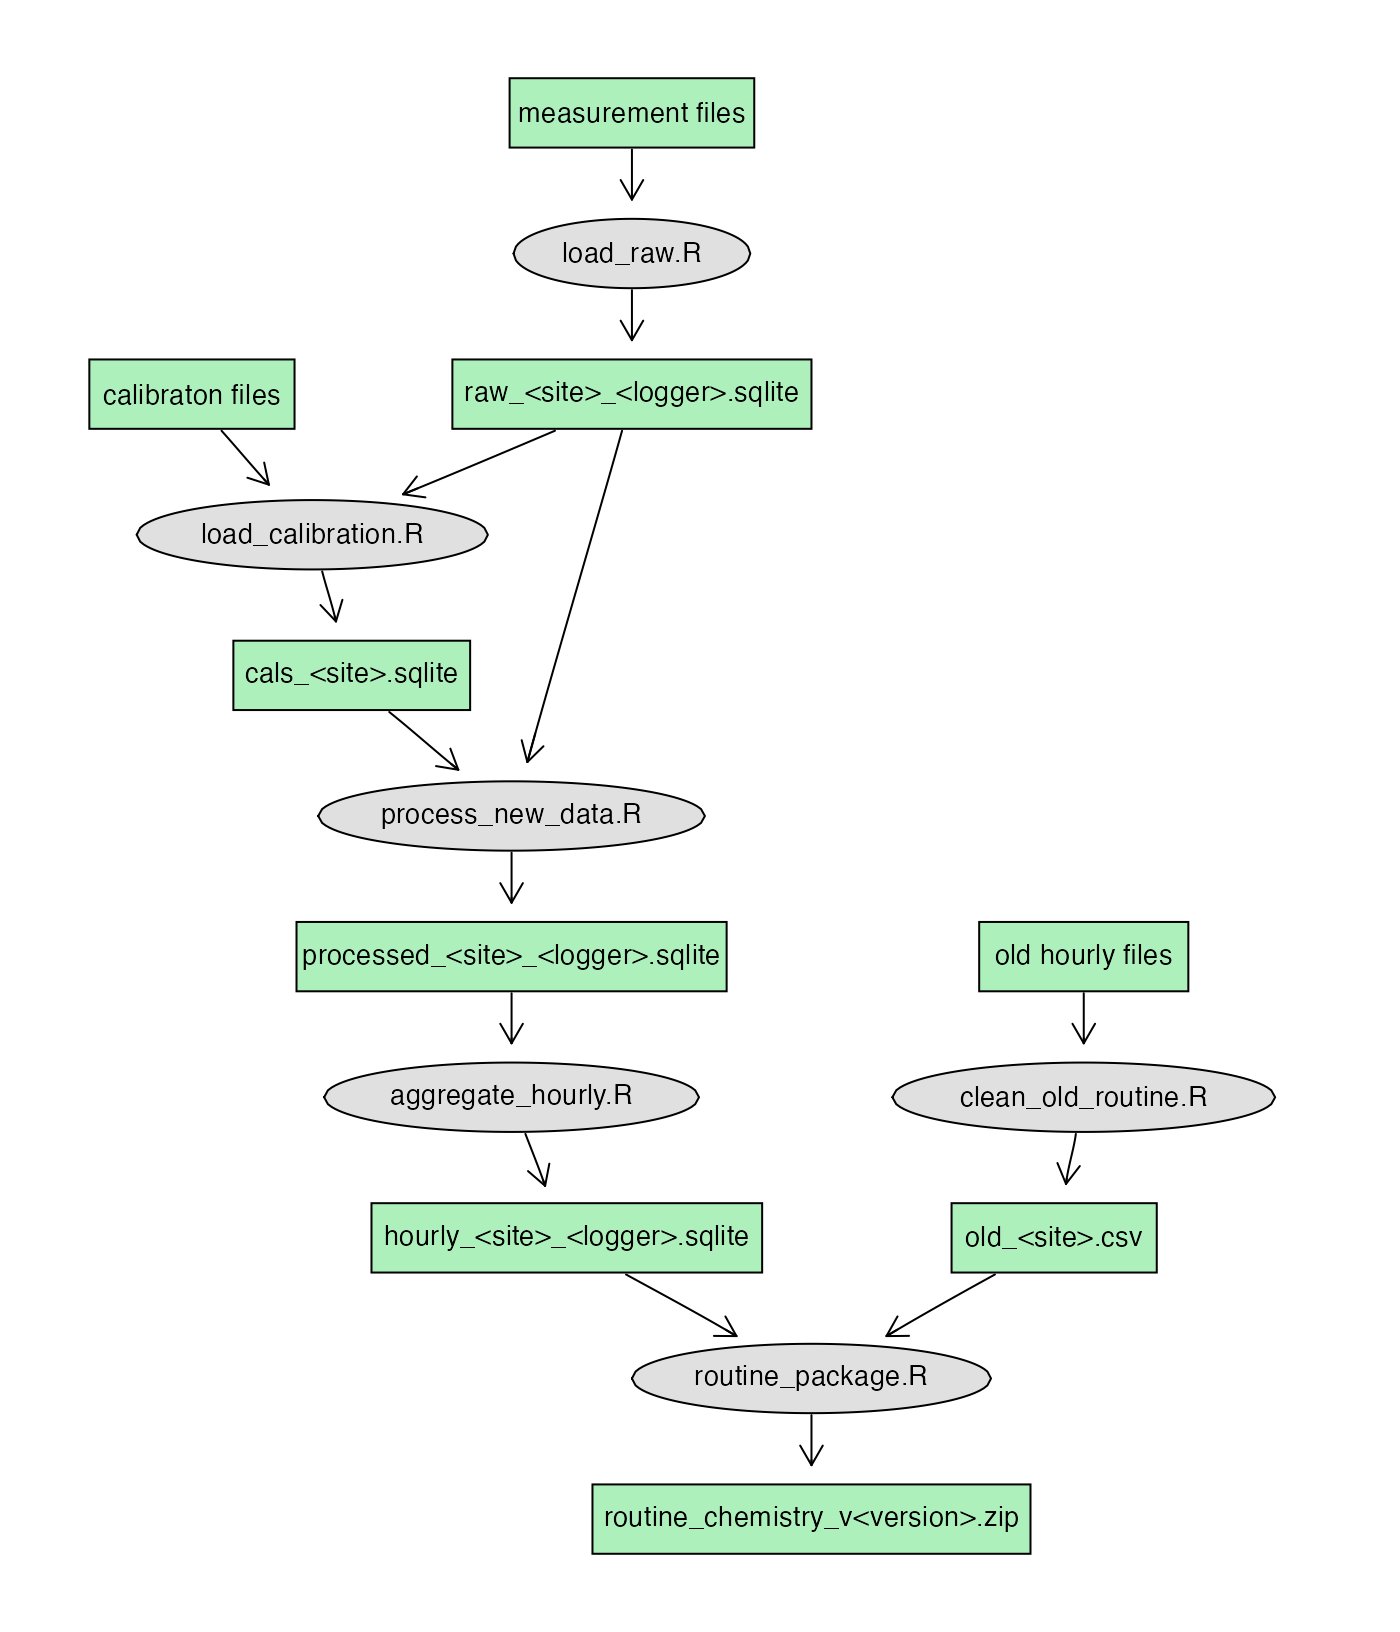 measurement files
load_raw.R
calibraton files
raw_<site>_<logger>.sqlite
load_calibration.R
cals_<site>.sqlite
process_new_data.R
processed_<site>_<logger>.sqlite
old hourly files
aggregate_hourly.R
clean_old_routine.R
hourly_<site>_<logger>.sqlite
old_<site>.csv
routine_package.R
routine_chemistry_v<version>.zip